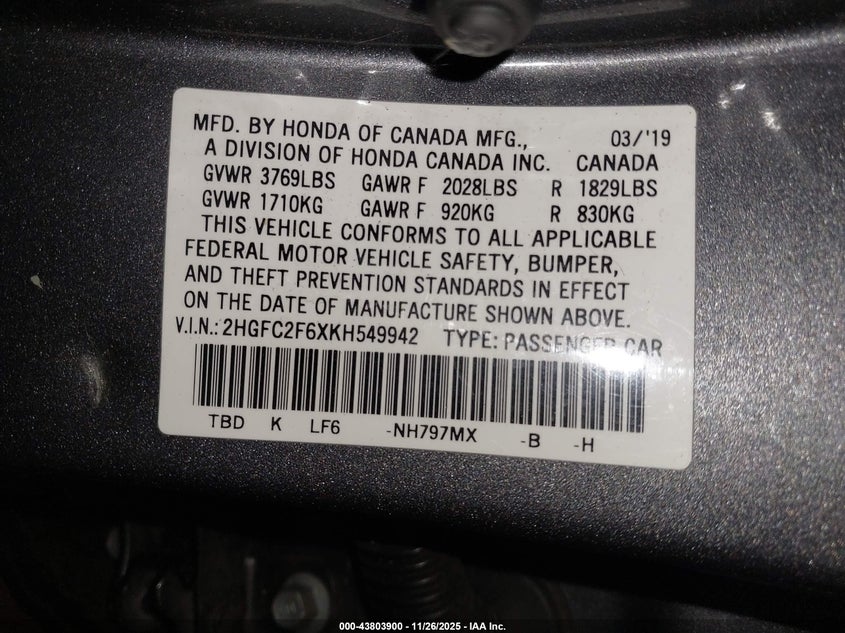 MFD. BY HONDA OF CANADA MFG., 03/'19
A DIVISION OF HONDA CANADA INC. CANADA
GVWR 3769LBS GAWR F 2028LBS R 1829LBS
GVWR 1710KG GAWR F 920KG R 830KG
THIS VEHICLE CONFORMS TO ALL APPLICABLE
FEDERAL MOTOR VEHICLE SAFETY, BUMPER,
AND THEFT PREVENTION STANDARDS IN EFFECT
ON THE DATE OF MANUFACTURE SHOWN ABOVE.
V.I.N.: 2HGFC2F6XKH549942 TYPE: PASSENGER CAR
TBD K LF6 -NH797MX -B -H
000-43803900 - 11/26/2025 - IAA Inc.